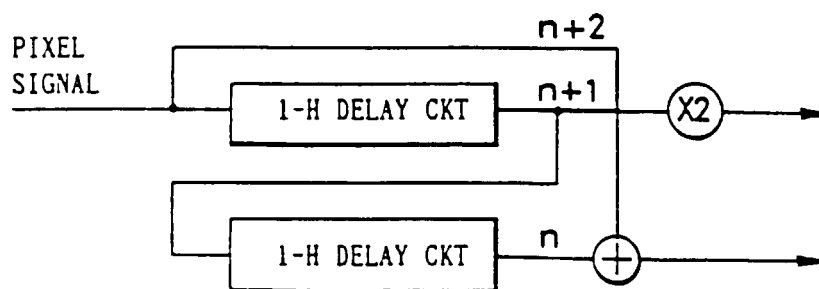 n+2
PIXEL
SIGNAL
1-H DELAY CKT
n+1
X2
1-H DELAY CKT
n
+